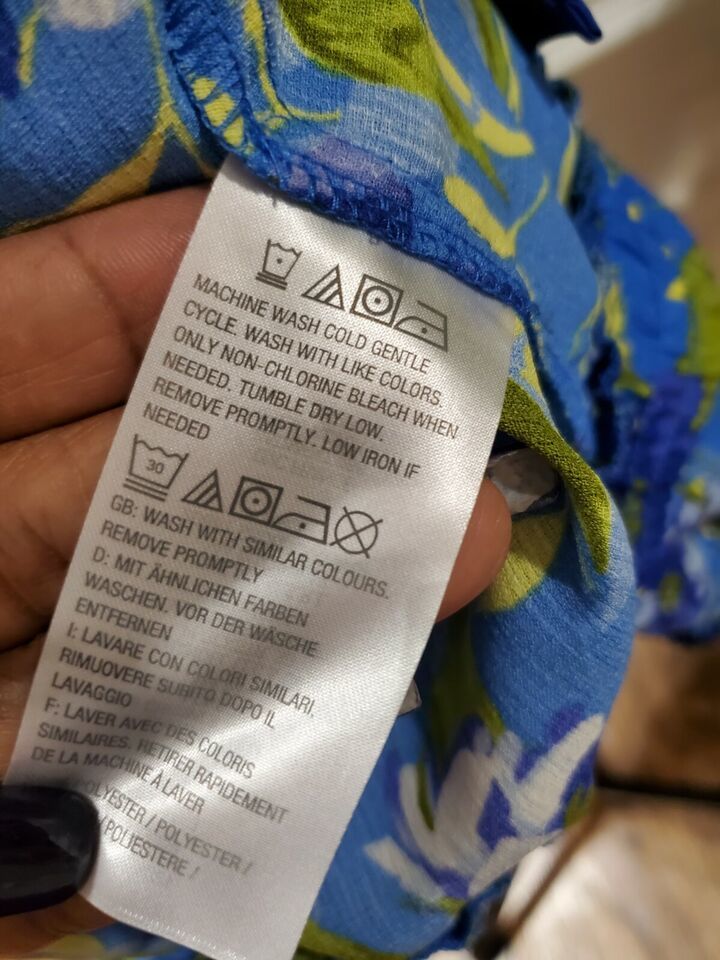 MACHINE WASH COLD GENTLE
CYCLE. WASH WITH LIKE COLORS.
ONLY NON-CHLORINE BLEACH WHEN
NEEDED. TUMBLE DRY LOW.
REMOVE PROMPTLY. LOW IRON IF
NEEDED
30
GB: WASH WITH SIMILAR COLOURS.
REMOVE PROMPTLY
D: MIT ÄHNLICHEN FARBEN
WASCHEN. VOR DER WÄSCHE
ENTFERNEN
I: LAVARE CON COLORI SIMILARI.
RIMUOVERE SUBITO DOPO IL
LAVAGGIO
F: LAVER AVEC DES COLORIS
SIMILAIRES. RETIRER RAPIDEMENT
DE LA MACHINE À LAVER
POLYESTER / POLYESTER /
/ POLIESTERE /